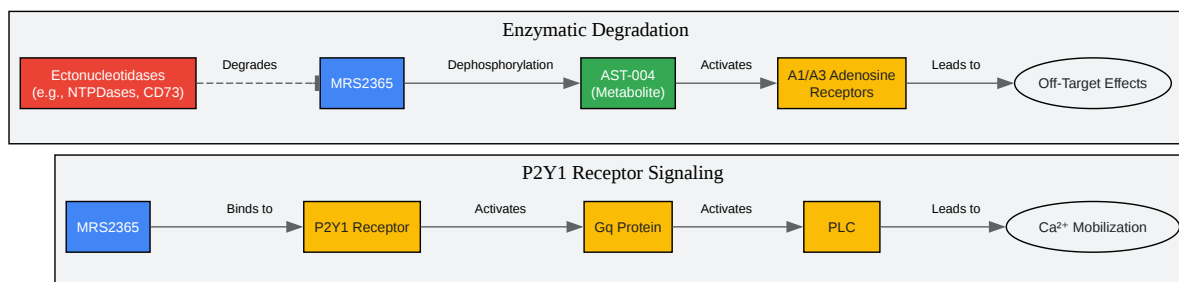 Enzymatic Degradation
Ectonucleotidases
(e.g., NTPDases, CD73)
Degrades
MRS2365
Dephosphorylation
AST-004
(Metabolite)
Activates
A1/A3 Adenosine
Receptors
Leads to
Off-Target Effects
P2Y1 Receptor Signaling
MRS2365
Binds to
P2Y1 Receptor
Activates
Gq Protein
Activates
PLC
Leads to
Ca²⁺ Mobilization